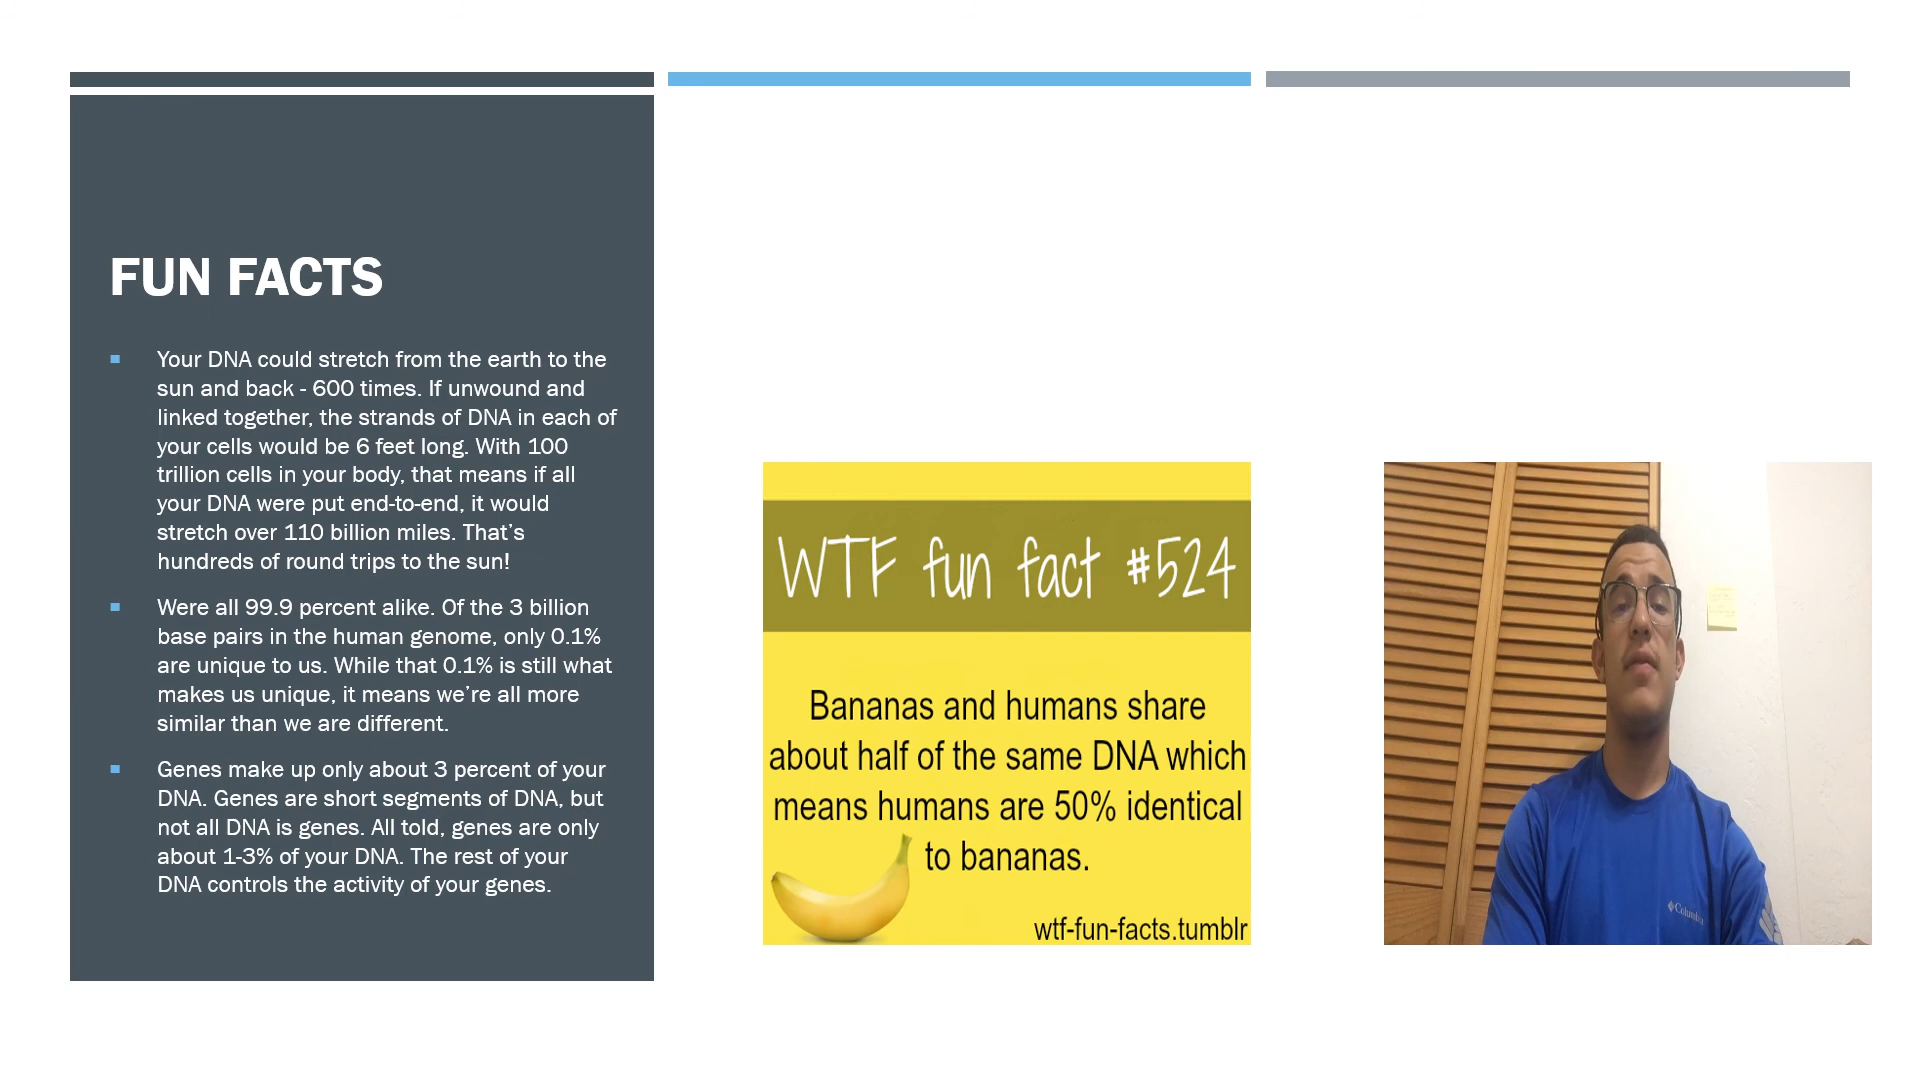 FUN FACTS
Your DNA could stretch from the earth to the
sun and back - 600 times. If unwound and
linked together, the strands of DNA in each of
your cells would be 6 feet long. With 100
trillion cells in your body, that means if all
your DNA were put end-to-end, it would
stretch over 110 billion miles. That’s
hundreds of round trips to the sun!
Were all 99.9 percent alike. Of the 3 billion
base pairs in the human genome, only 0.1%
are unique to us. While that 0.1% is still what
makes us unique, it means we’re all more
similar than we are different.
Genes make up only about 3 percent of your
DNA. Genes are short segments of DNA, but
not all DNA is genes. All told, genes are only
about 1-3% of your DNA. The rest of your
DNA controls the activity of your genes.
WTF fun fact #524
Bananas and humans share
about half of the same DNA which
means humans are 50% identical
to bananas.
wtf-fun-facts.tumblr
Columbia